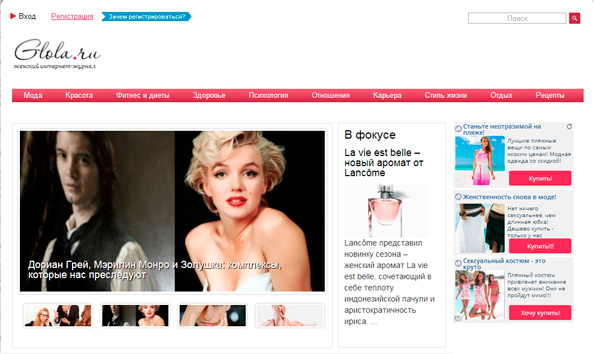 Вход Регистрация Зачем регистрироваться? Поиск
Glola.ru
женский интернет-журнал
Мода Красота Фитнес и диеты Здоровье Психология Отношения Карьера Стиль жизни Отдых Рецепты
Дориан Грей, Мэрилин Монро и Золушка: комплексы,
которые нас преследуют
В фокусе
La vie est belle –
новый аромат от
Lancôme
Lancôme представил
новинку сезона –
женский аромат La vie est
belle, сочетающий в
себе теплоту
индонезийской пачули и
аристократичность
ириса. ...
Станьте неотразимой на
пляже!
Лучшие пляжные
вещи по самым
низким ценам! Модная
одежда со скидкой!
Купить!
Женственность снова в моде!
Нет ничего
сексуальнее, чем
длинная юбка!
Дешево купить -
только у нас
Купить!!!
Сексуальный костюм - это
круто
Пляжный костюм
привлечет внимание
всех мужчин! Они не
пройдут мимо!!!
Хочу купить!